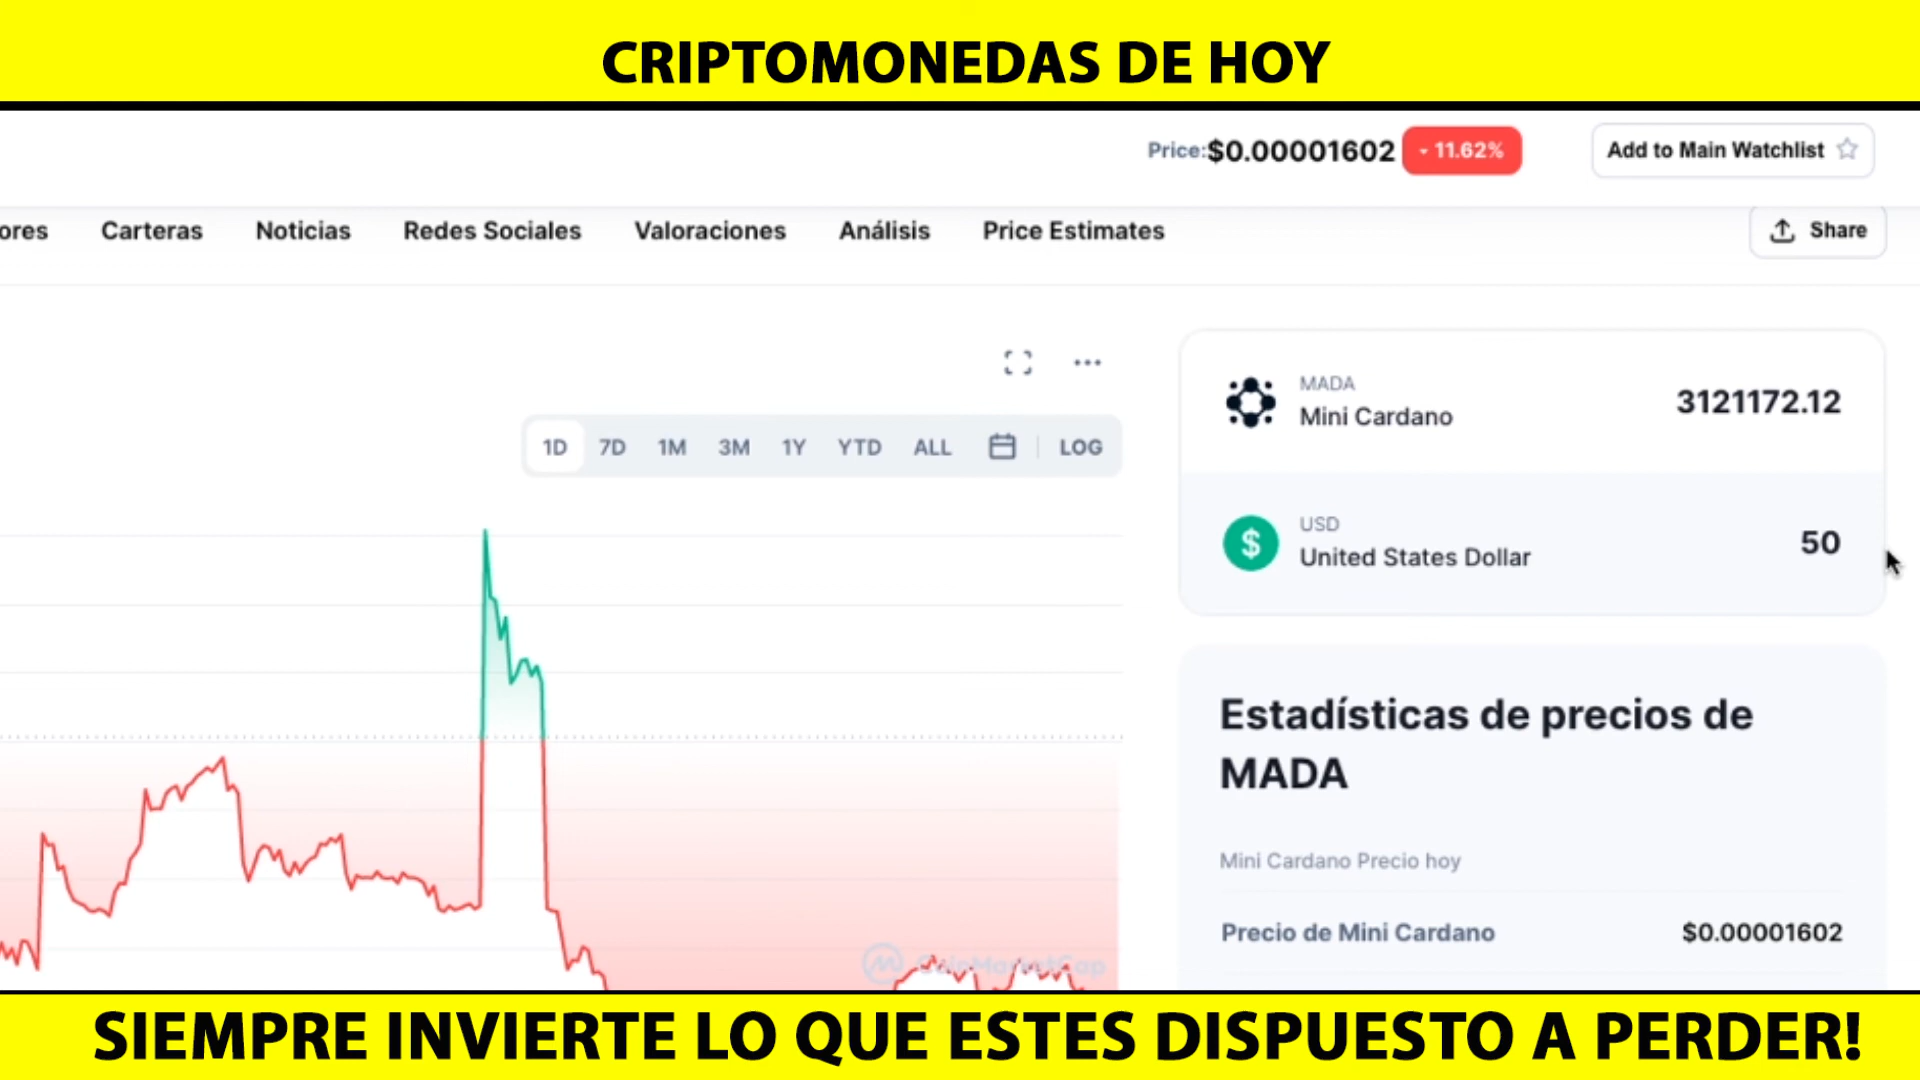 CRIPTOMONEDAS DE HOY
Price:$0.00001602 - 11.62% Add to Main Watchlist
ores Carteras Noticias Redes Sociales Valoraciones Análisis Price Estimates Share
1D 7D 1M 3M 1Y YTD ALL LOG
MADA
Mini Cardano 3121172.12
USD
United States Dollar 50
Estadísticas de precios de
MADA
Mini Cardano Precio hoy
Precio de Mini Cardano $0.00001602
CoinMarketCap
SIEMPRE INVIERTE LO QUE ESTES DISPUESTO A PERDER!